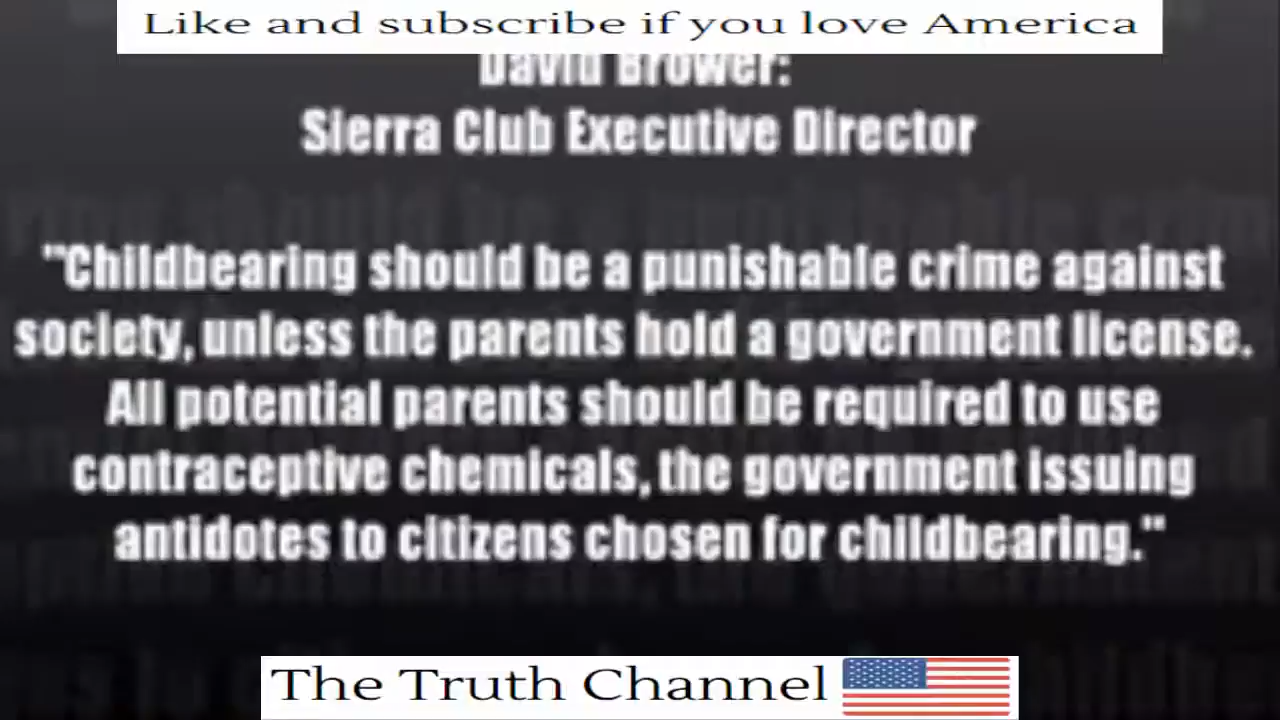 Like and subscribe if you love America
David Brower:
Sierra Club Executive Director
"Childbearing should be a punishable crime against
society, unless the parents hold a government license.
All potential parents should be required to use
contraceptive chemicals, the government issuing
antidotes to citizens chosen for childbearing."
The Truth Channel